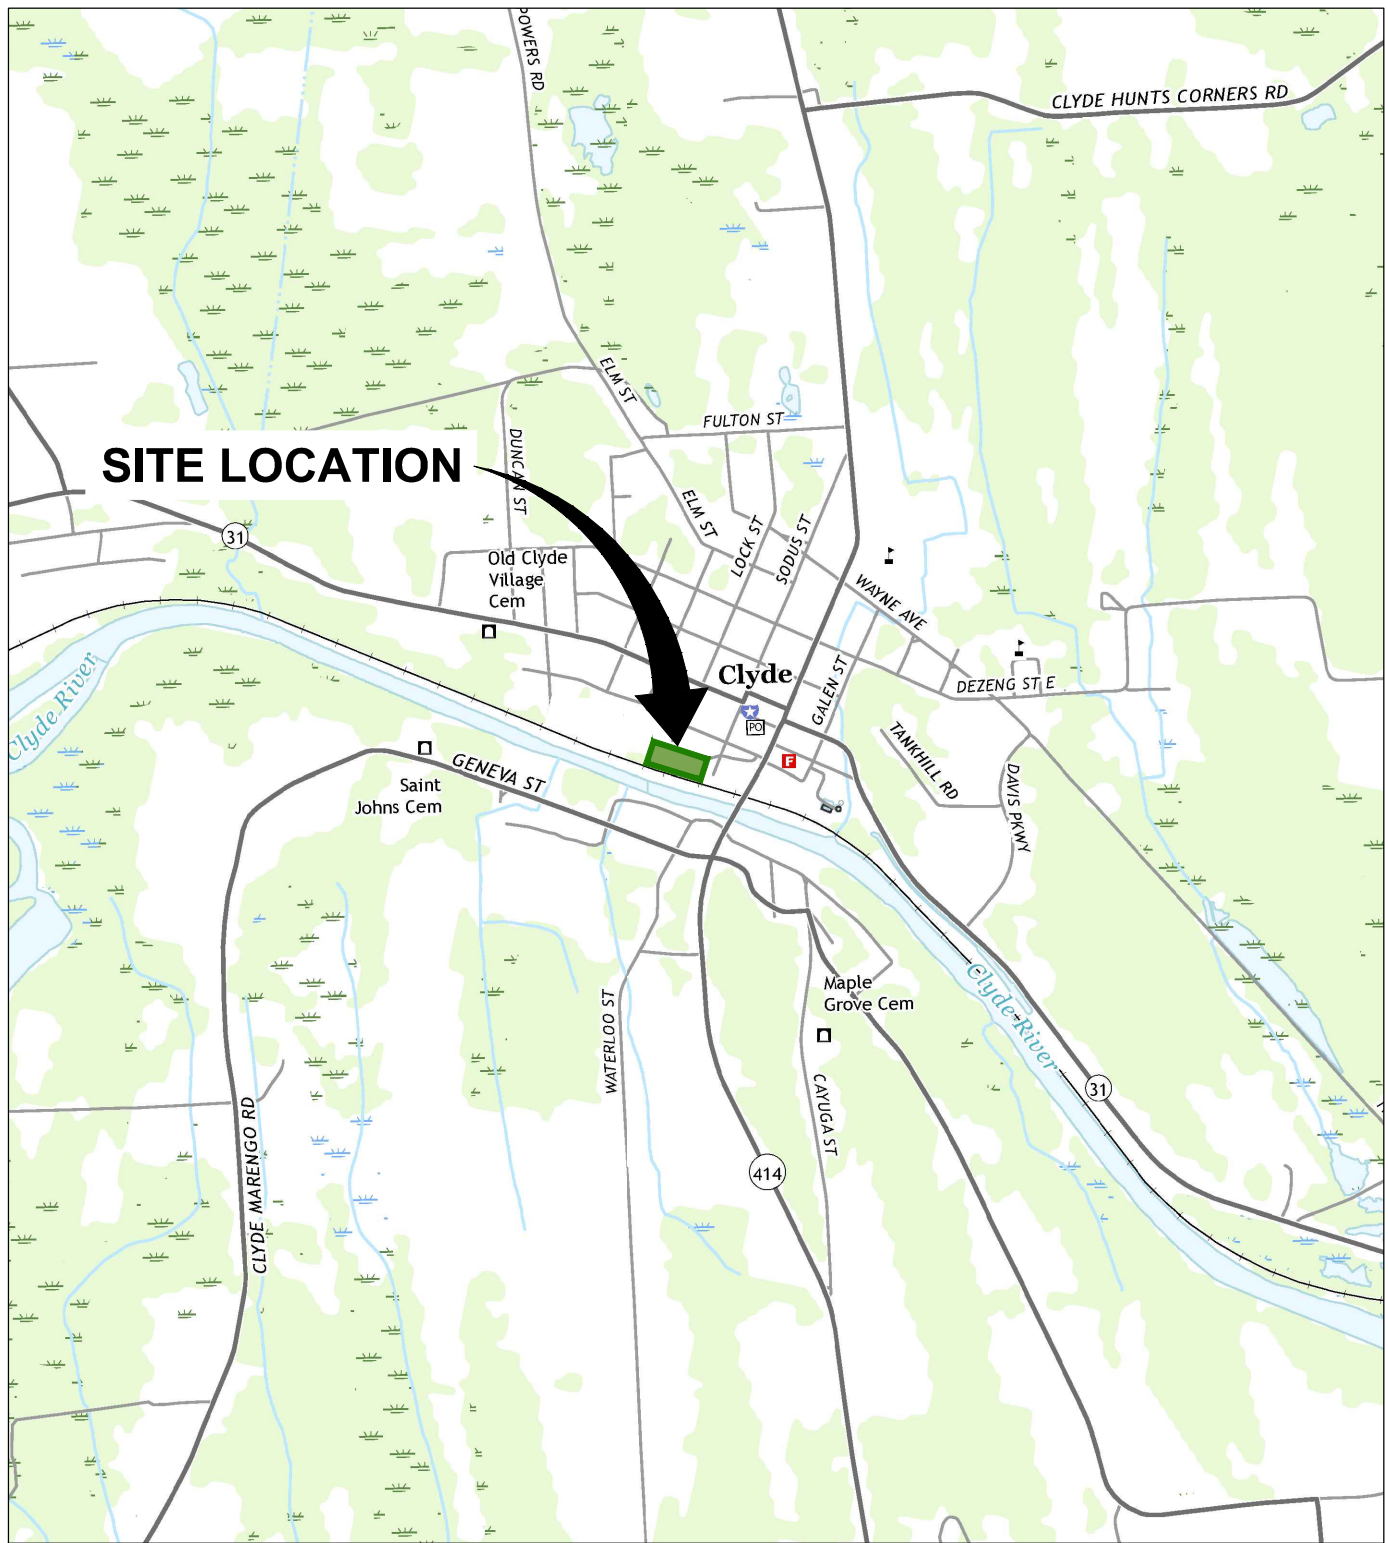 POWERS RD
CLYDE HUNTS CORNERS RD
ELM ST
FULTON ST
DUNCAN ST
SITE LOCATION
ELM ST
LOCK ST
SODUS ST
31
Old Clyde
Village
Cem
WAYNE AVE
Clyde
GALEN ST
DEZENG ST E
Clyde River
PO
F
TANKHILL RD
DAVIS PKWY
GENEVA ST
Saint
Johns Cem
Maple
Grove Cem
Clyde River
WATERLOO ST
CAYUGA ST
31
CLYDE MARENGO RD
414